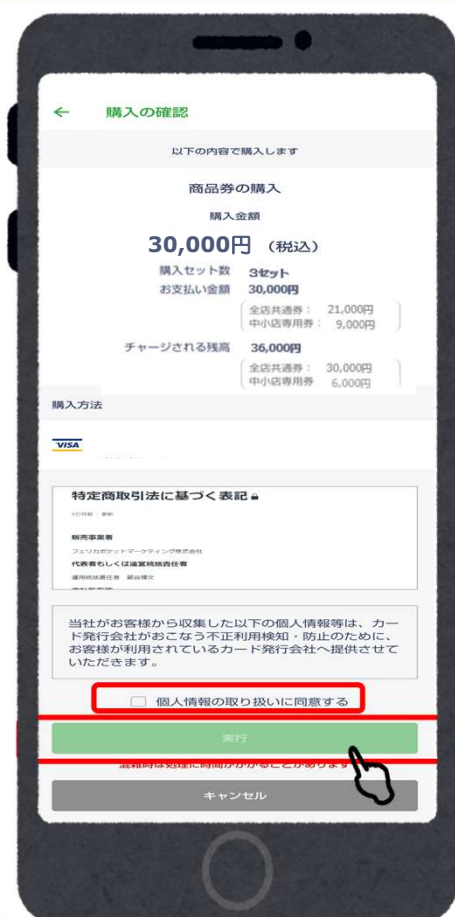 ← 購入の確認
以下の内容で購入します
商品券の購入
購入金額
30,000円 (税込)
購入セット数 3セット
お支払い金額 30,000円
全店共通券： 21,000円
中小店専用券： 9,000円
チャージされる残高 36,000円
全店共通券： 30,000円
中小店専用券 6,000円
購入方法
VISA
特定商取引法に基づく表記
販売事業者
フェリカポケットマーケティング株式会社
代表者もしくは運営統括責任者
当社がお客様から収集した以下の個人情報等は、カー
ド発行会社がおこなう不正利用検知・防止のために、
お客様が利用されているカード発行会社へ提供させて
いただきます。
個人情報の取り扱いに同意する
実行
混雑時は処理に時間がかかることがあります
キャンセル